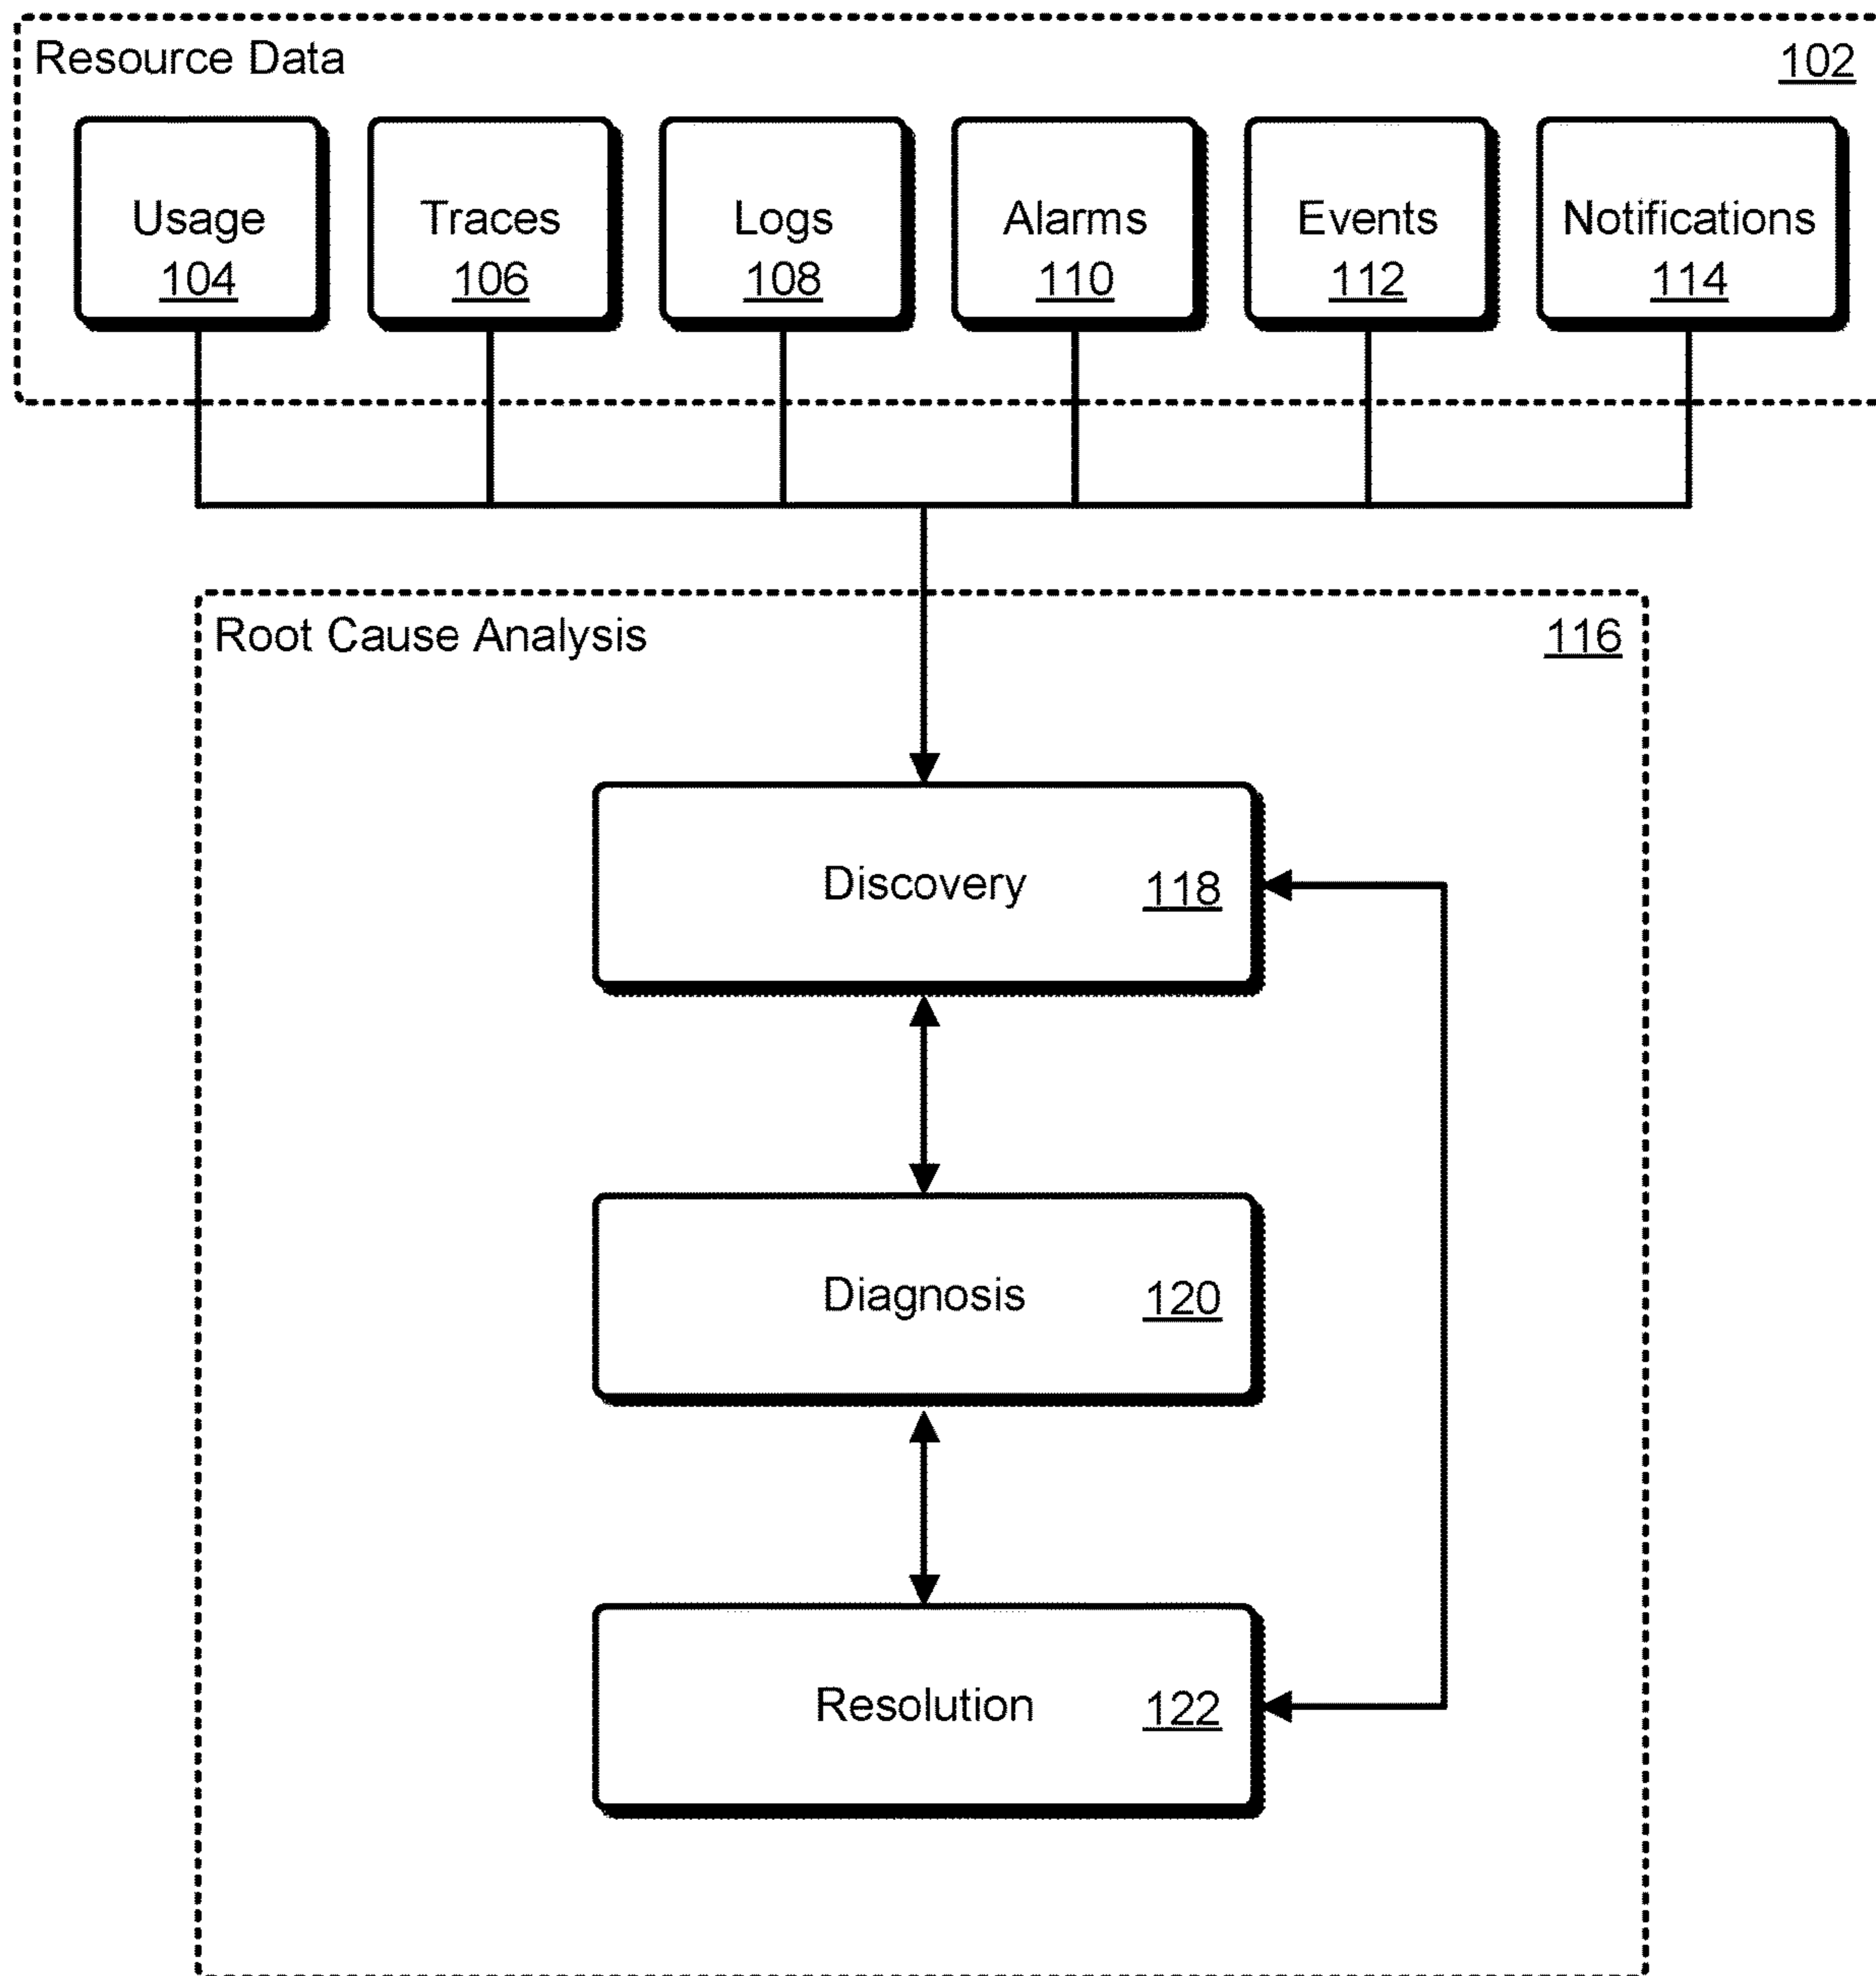 Resource Data 102
Usage Traces Logs Alarms Events Notifications
104 106 108 110 112 114
Root Cause Analysis 116
Discovery 118
Diagnosis 120
Resolution 122